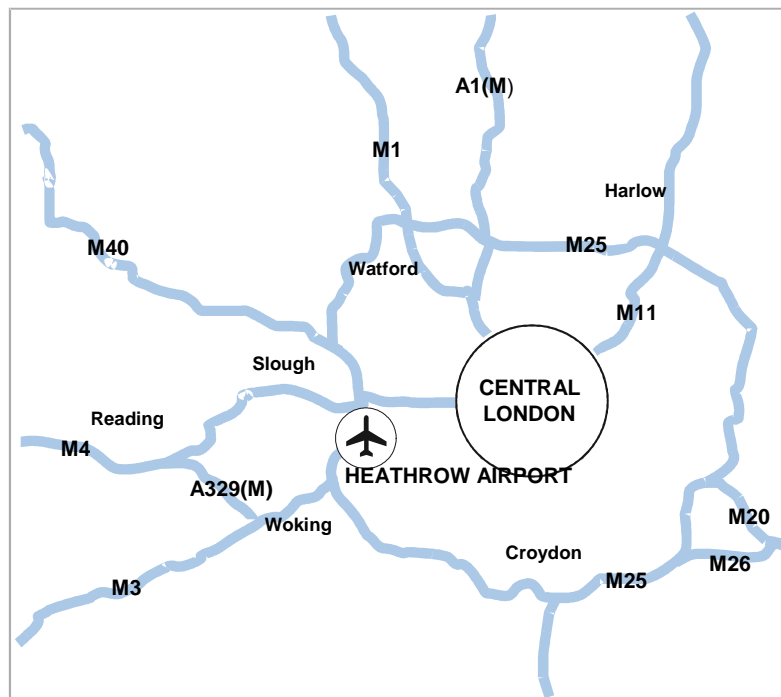 A1(M)
M1
Harlow
M40
M25
Watford
M11
Slough
CENTRAL
LONDON
Reading
M4
HEATHROW AIRPORT
A329(M)
M20
Woking
Croydon
M26
M3
M25